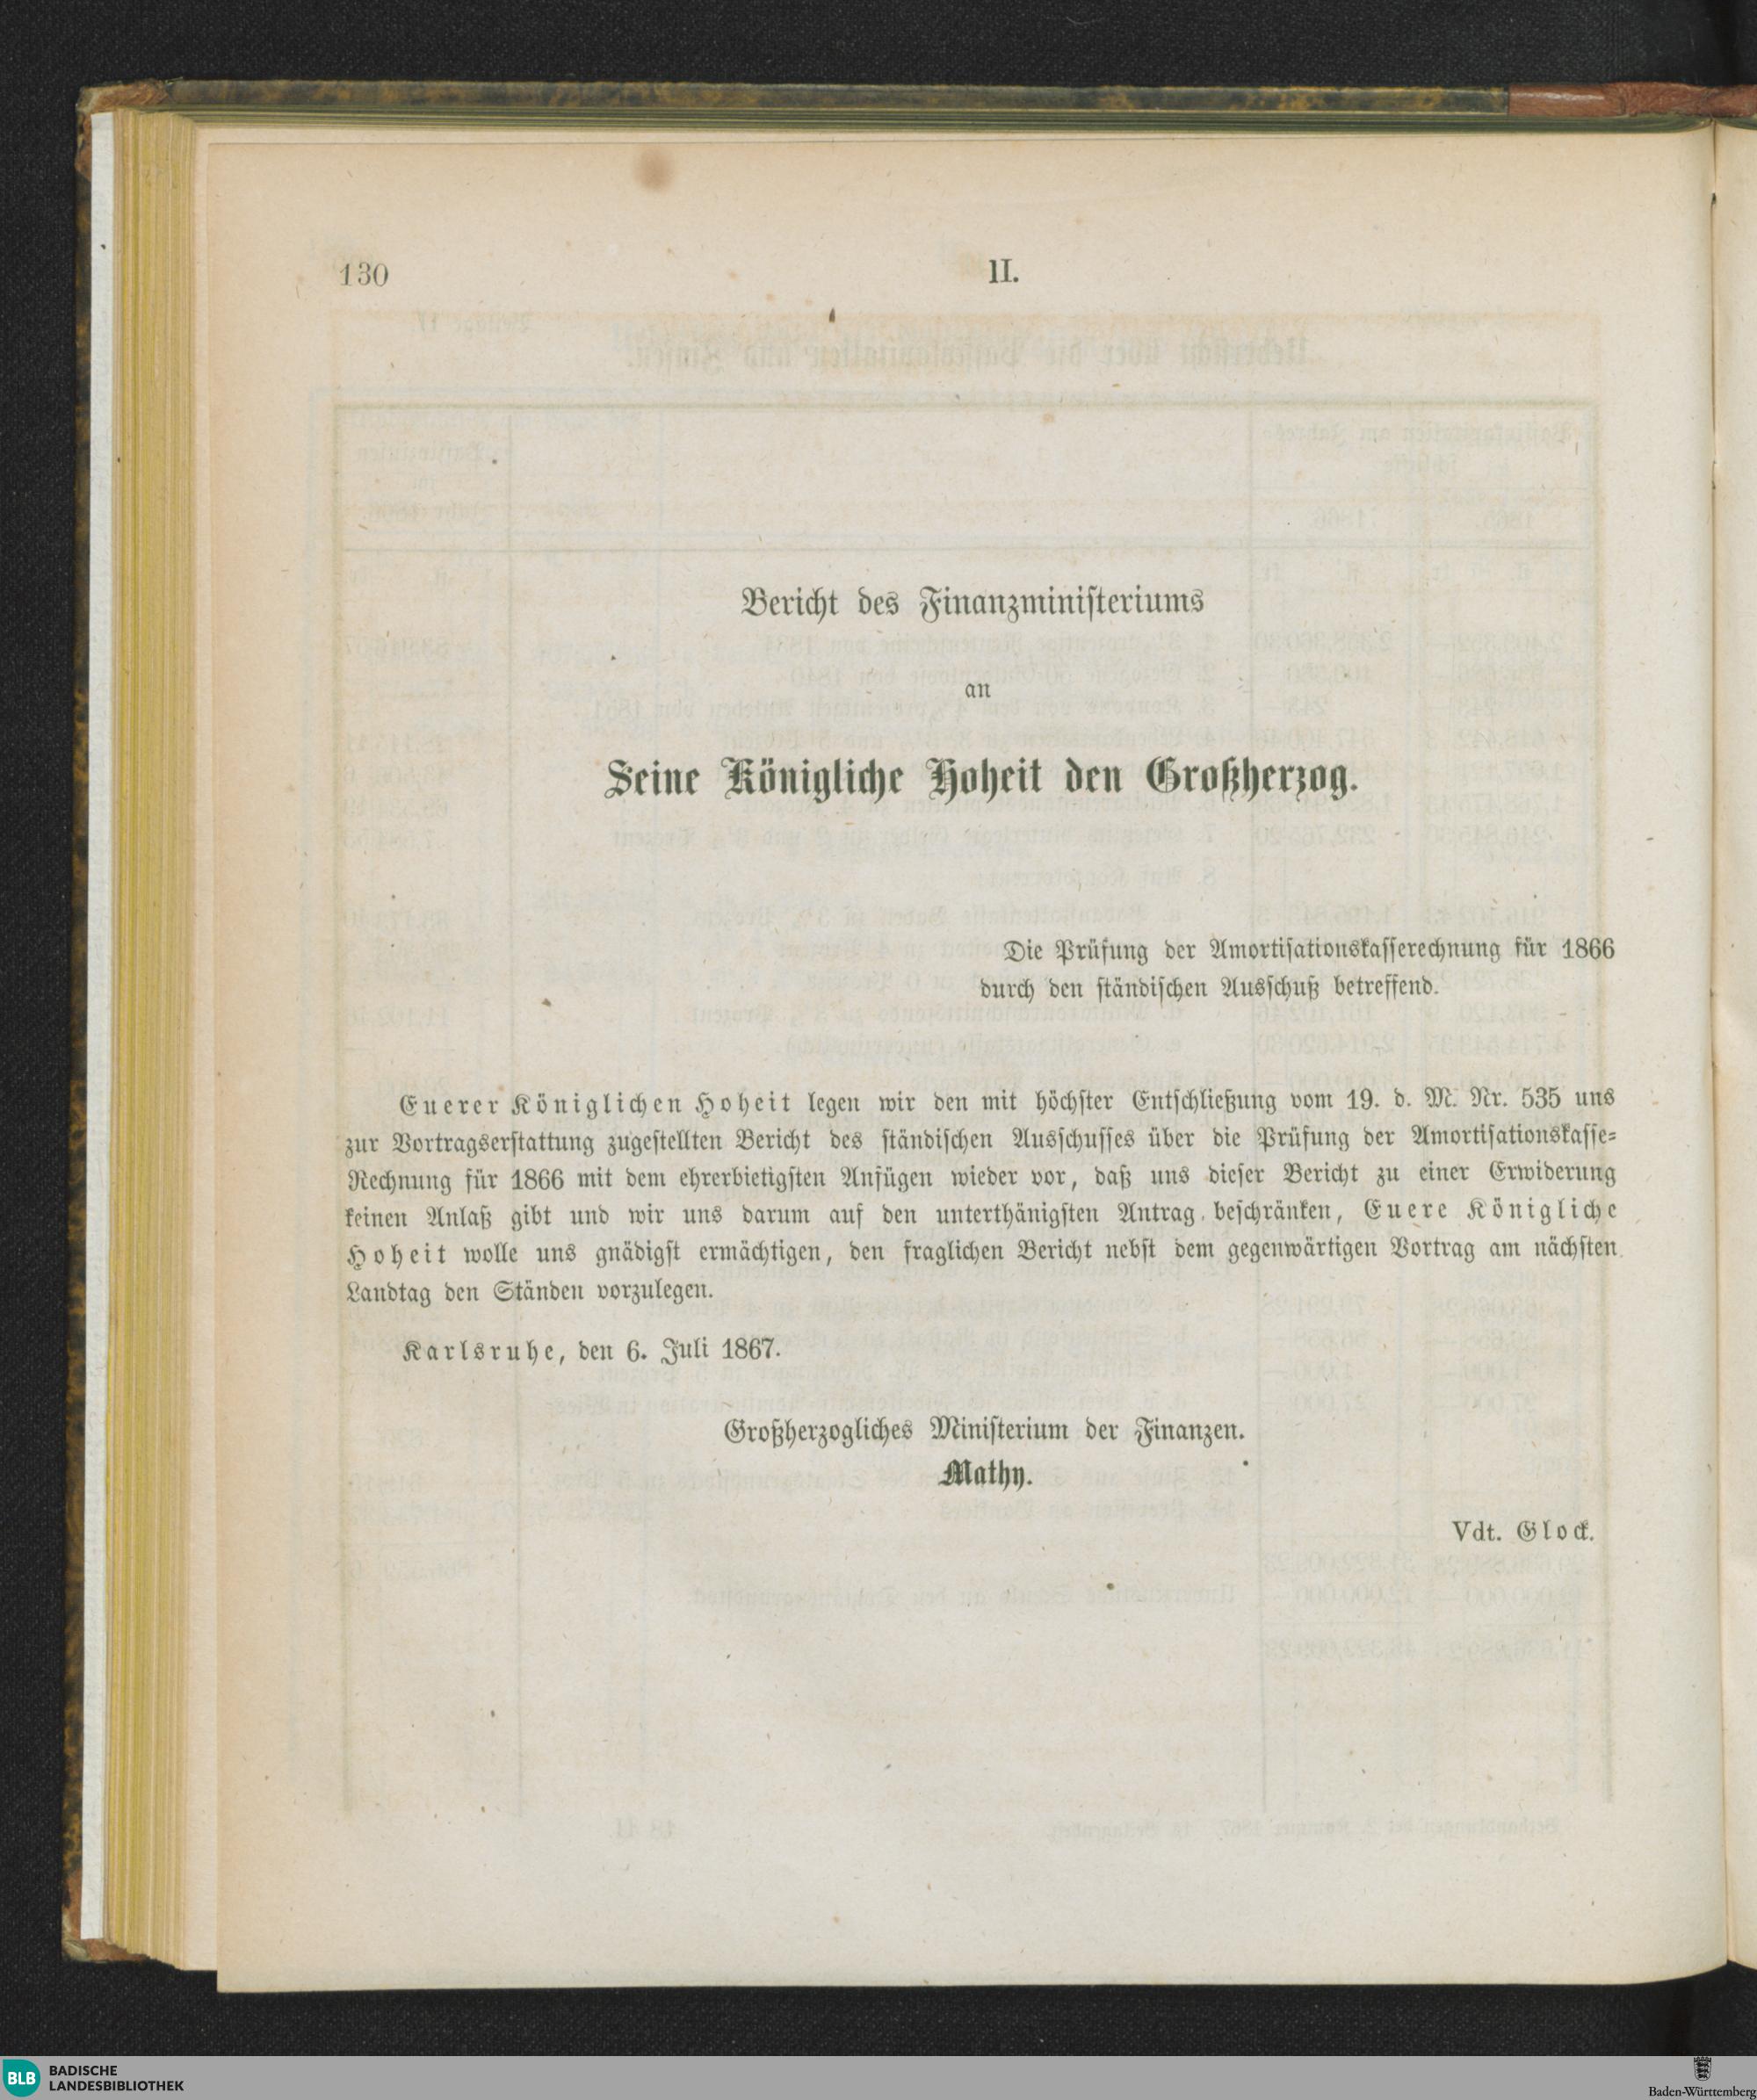 130
II.
Bericht des Finanzministeriums
an
Seine Königliche Hoheit den Großherzog.
Die Prüfung der Amortisationskasserechnung für 1866
durch den ständischen Ausschuß betreffend.
Euerer Königlichen Hoheit legen wir den mit höchster Entschließung vom 19. d. M. Nr. 535 uns
zur Vortragserstattung zugestellten Bericht des ständischen Ausschusses über die Prüfung der Amortisationskasse-
Rechnung für 1866 mit dem ehrerbietigsten Anfügen wieder vor, daß uns dieser Bericht zu einer Erwiderung
keinen Anlaß gibt und wir uns darum auf den unterthänigsten Antrag beschränken, Euere Königliche
Hoheit wolle uns gnädigst ermächtigen, den fraglichen Bericht nebst dem gegenwärtigen Vortrag am nächsten
Landtag den Ständen vorzulegen.
Karlsruhe, den 6. Juli 1867.
Großherzogliches Ministerium der Finanzen.
Mathy.
Vdt. Glock.
BLB BADISCHE
LANDESBIBLIOTHEK
Baden-Württemberg